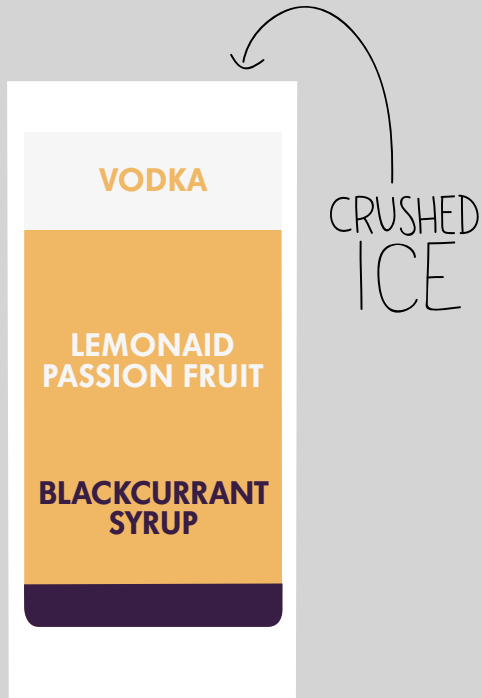 VODKA
CRUSHED
ICE
LEMONAID
PASSION FRUIT
BLACKCURRANT
SYRUP